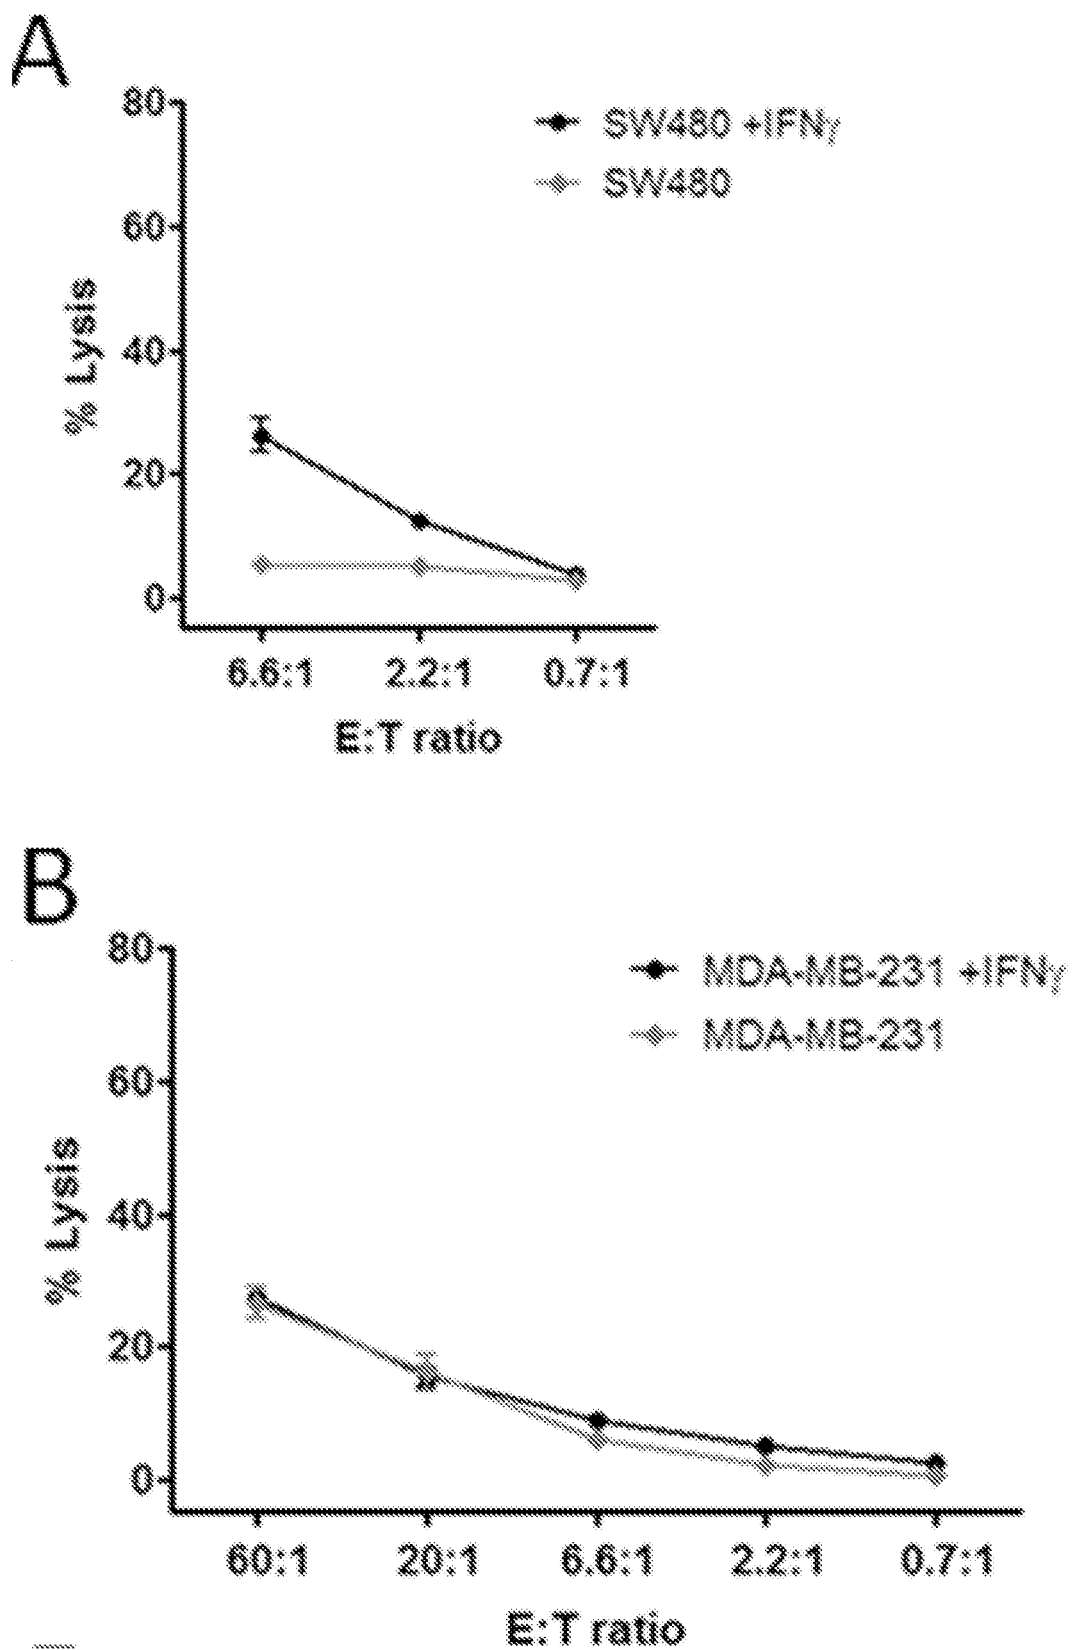 A
80
60
40
20
0
% Lysis
SW480 +IFNγ
SW480
6.6:1 2.2:1 0.7:1
E:T ratio
B
80
60
40
20
0
% Lysis
MDA-MB-231 +IFNγ
MDA-MB-231
60:1 20:1 6.6:1 2.2:1 0.7:1
E:T ratio